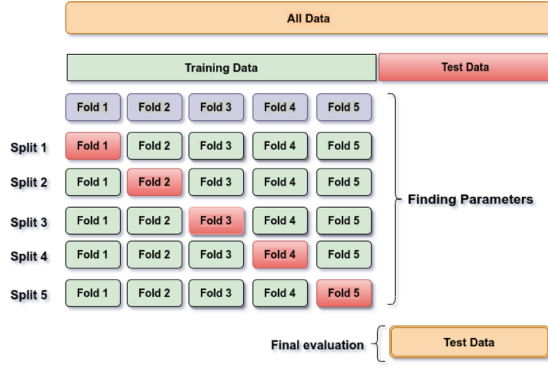 All Data
Training Data Test Data
Fold 1 Fold 2 Fold 3 Fold 4 Fold 5
Split 1 Fold 1 Fold 2 Fold 3 Fold 4 Fold 5
Split 2 Fold 1 Fold 2 Fold 3 Fold 4 Fold 5
Finding Parameters
Split 3 Fold 1 Fold 2 Fold 3 Fold 4 Fold 5
Split 4 Fold 1 Fold 2 Fold 3 Fold 4 Fold 5
Split 5 Fold 1 Fold 2 Fold 3 Fold 4 Fold 5
Final evaluation Test Data